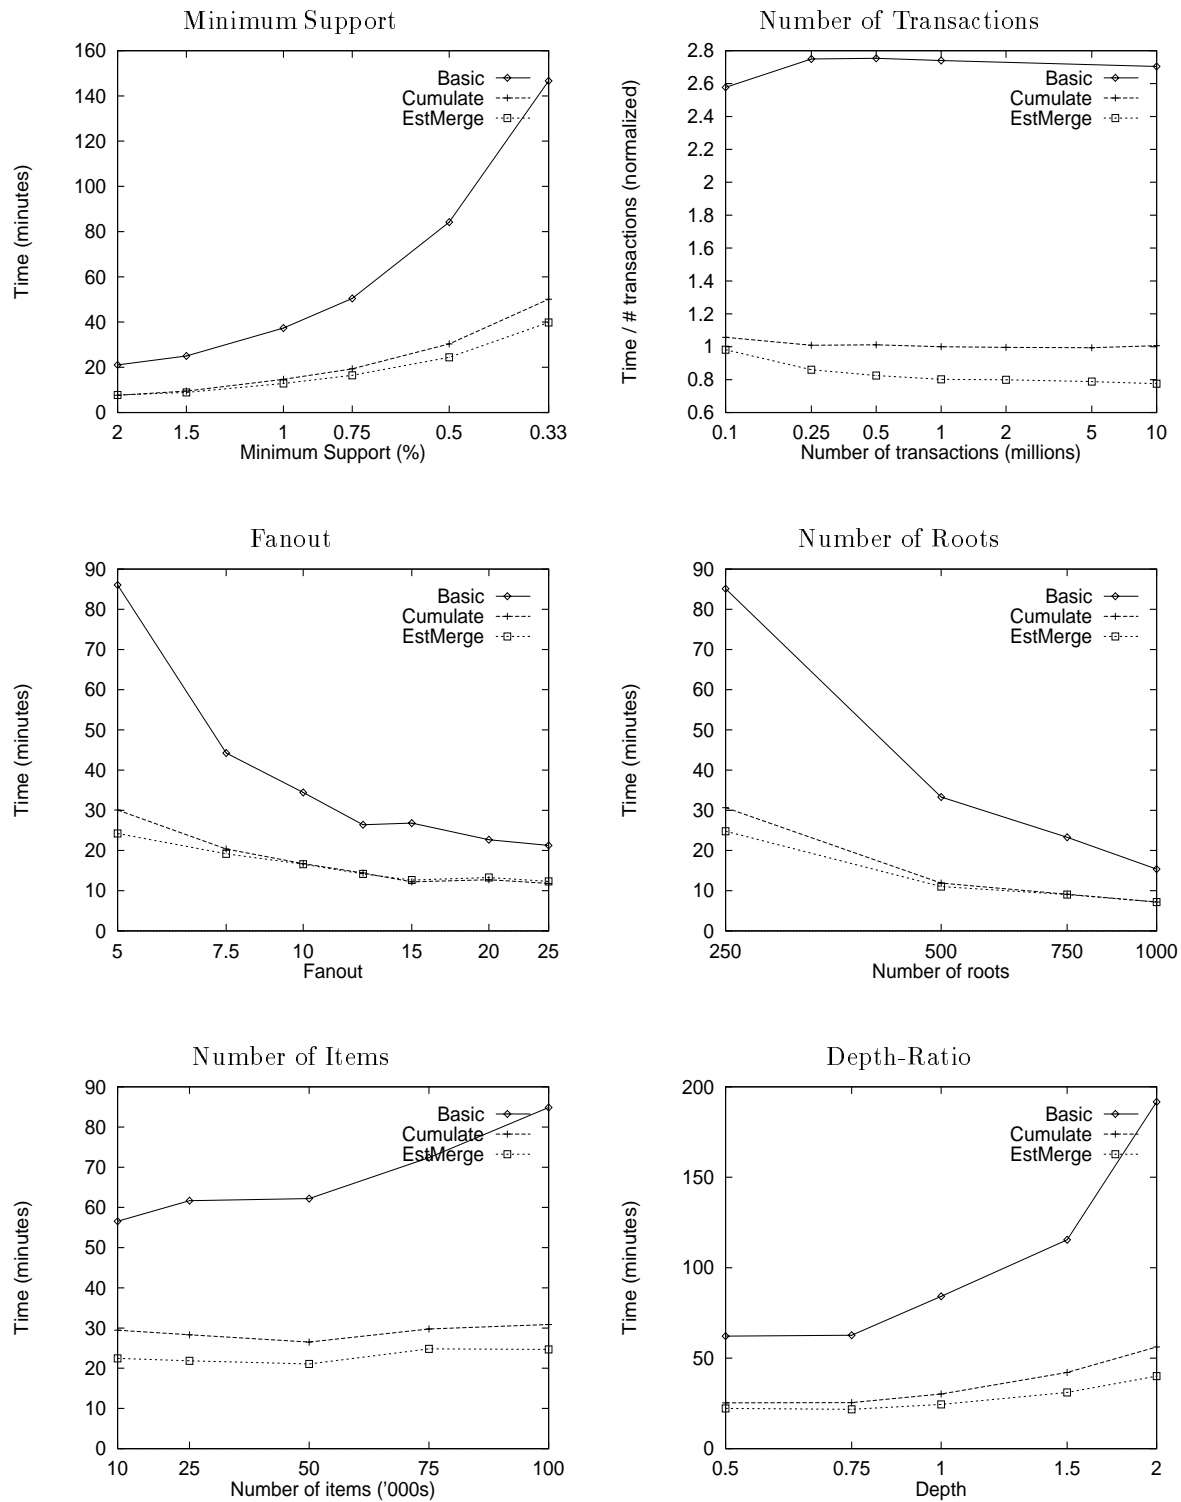 Minimum Support
160
140
120
100
80
60
40
20
0
Time (minutes)
Basic
Cumulate
EstMerge
2 1.5 1 0.75 0.5 0.33
Minimum Support (%)
Number of Transactions
2.8
2.6
2.4
2.2
2
1.8
1.6
1.4
1.2
1
0.8
0.6
Time / # transactions (normalized)
Basic
Cumulate
EstMerge
0.1 0.25 0.5 1 2 5 10
Number of transactions (millions)
Fanout
90
80
70
60
50
40
30
20
10
0
Time (minutes)
Basic
Cumulate
EstMerge
5 7.5 10 15 20 25
Fanout
Number of Roots
90
80
70
60
50
40
30
20
10
0
Time (minutes)
Basic
Cumulate
EstMerge
250 500 750 1000
Number of roots
Number of Items
90
80
70
60
50
40
30
20
10
0
Time (minutes)
Basic
Cumulate
EstMerge
10 25 50 75 100
Number of items ('000s)
Depth-Ratio
200
150
100
50
0
Time (minutes)
Basic
Cumulate
EstMerge
0.5 0.75 1 1.5 2
Depth